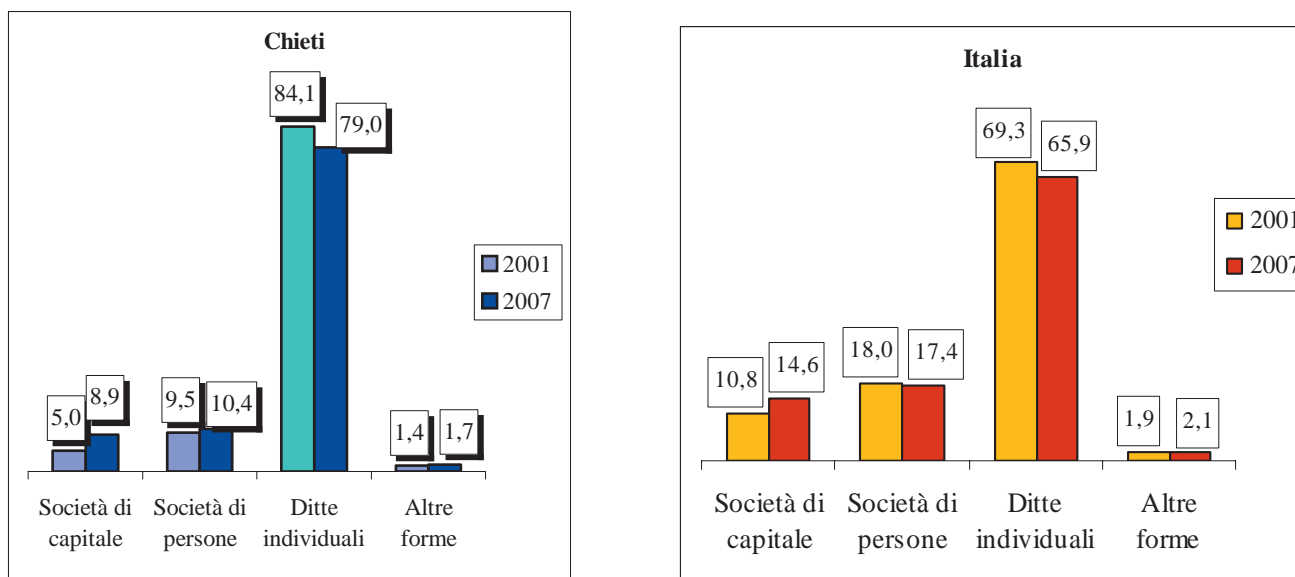 Chieti
84,1
79,0
5,0
8,9
9,5
10,4
1,4
1,7
2001
2007
Società di
capitale
Società di
persone
Ditte
individuali
Altre
forme
Italia
69,3
65,9
10,8
14,6
18,0
17,4
1,9
2,1
2001
2007
Società di
capitale
Società di
persone
Ditte
individuali
Altre
forme